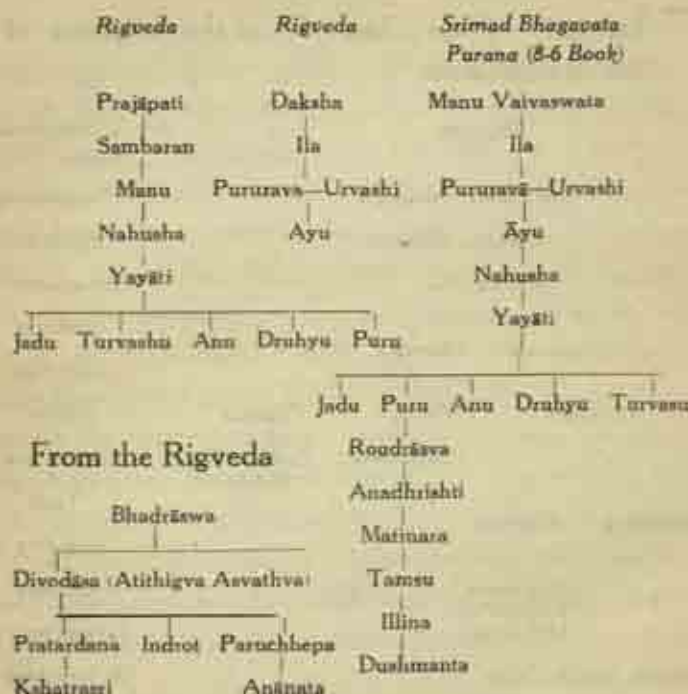 Rigveda Rigveda Srimad Bhagavata
Purana (8-6 Book)
Prajāpati Daksha Manu Vaivaswata
Sambaran Ila Ila
Manu Pururava—Urvashi Pururavā—Urvashi
Nahusha Ayu Āyu
Yayāti Nahusha
Yayāti
Jadu Turvashu Anu Druhyu Puru
Jadu Puru Anu Druhyu Turvasu
From the Rigveda Roudrāsva
Anadhrishti
Bhadrāswa
Matinara
Divodāsa (Atithigva Asvathva) Tamsu
Illina
Pratardana Indrot Paruchhepa
Dushmanta
Kshatrasri Anānata